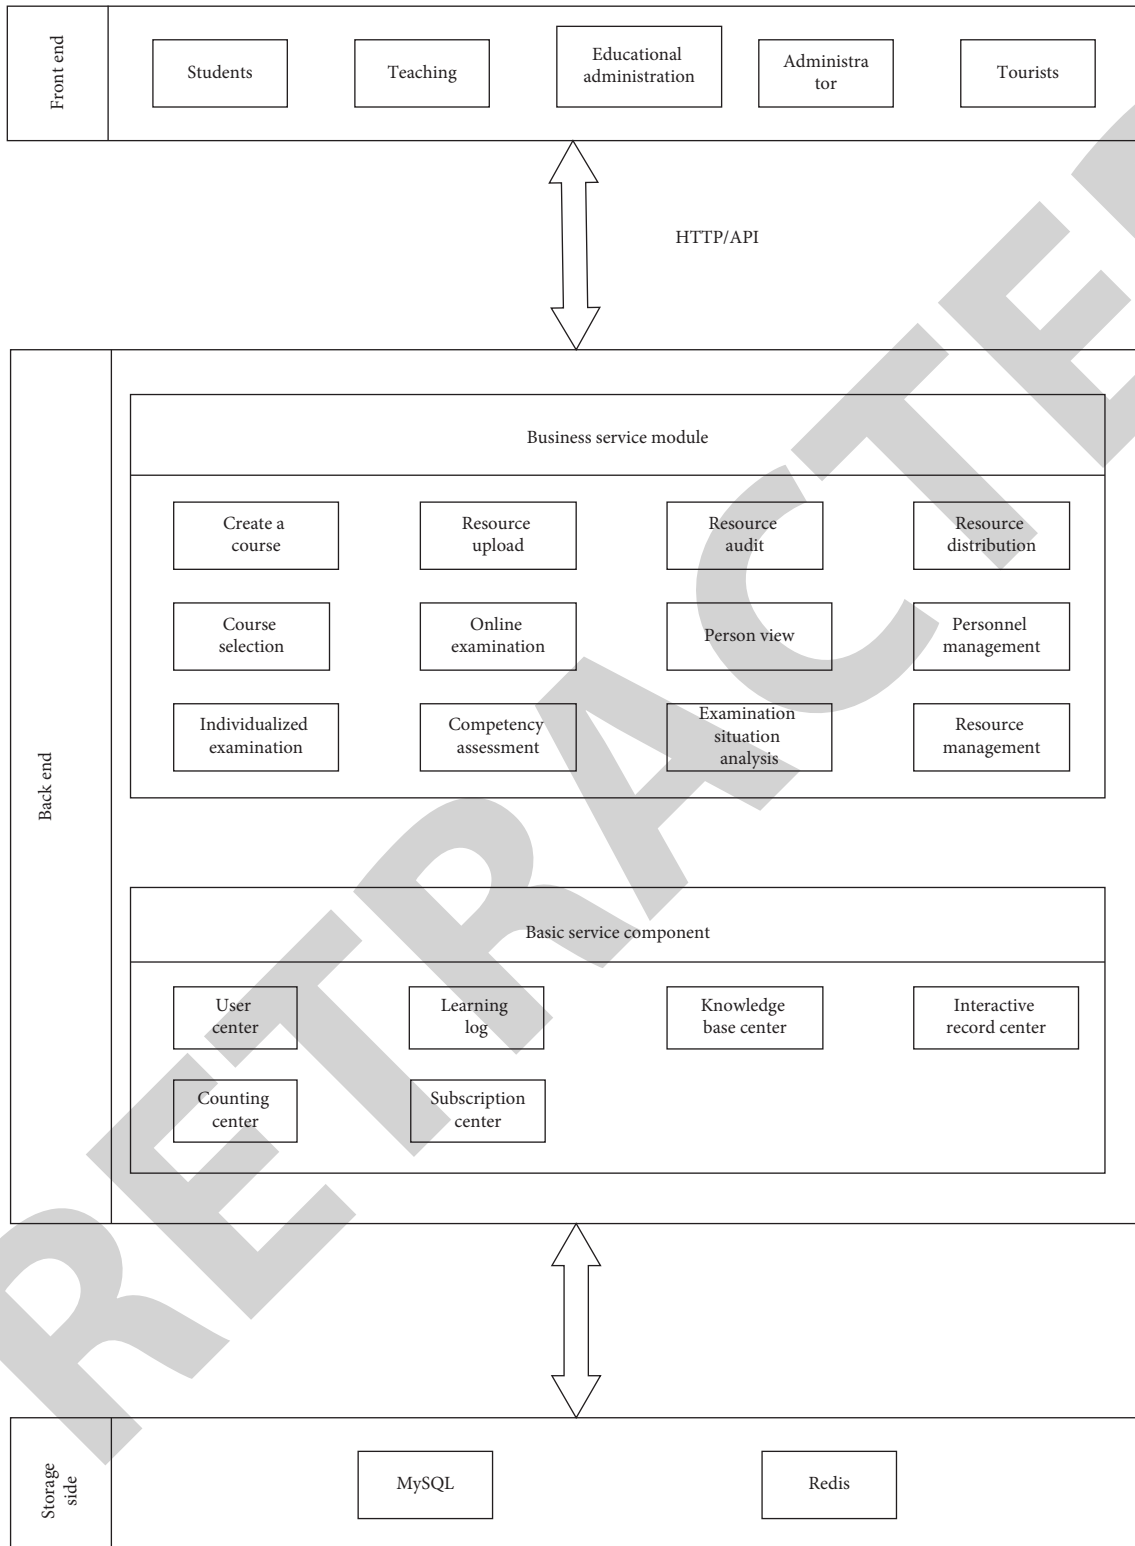 Front end
Students
Teaching
Educational
administration
Administra
tor
Tourists
HTTP/API
Back end
Business service module
Create a
course
Resource
upload
Resource
audit
Resource
distribution
Course
selection
Online
examination
Person view
Personnel
management
Individualized
examination
Competency
assessment
Examination
situation
analysis
Resource
management
Basic service component
User
center
Learning
log
Knowledge
base center
Interactive
record center
Counting
center
Subscription
center
Storage
side
MySQL
Redis
RETRACTED